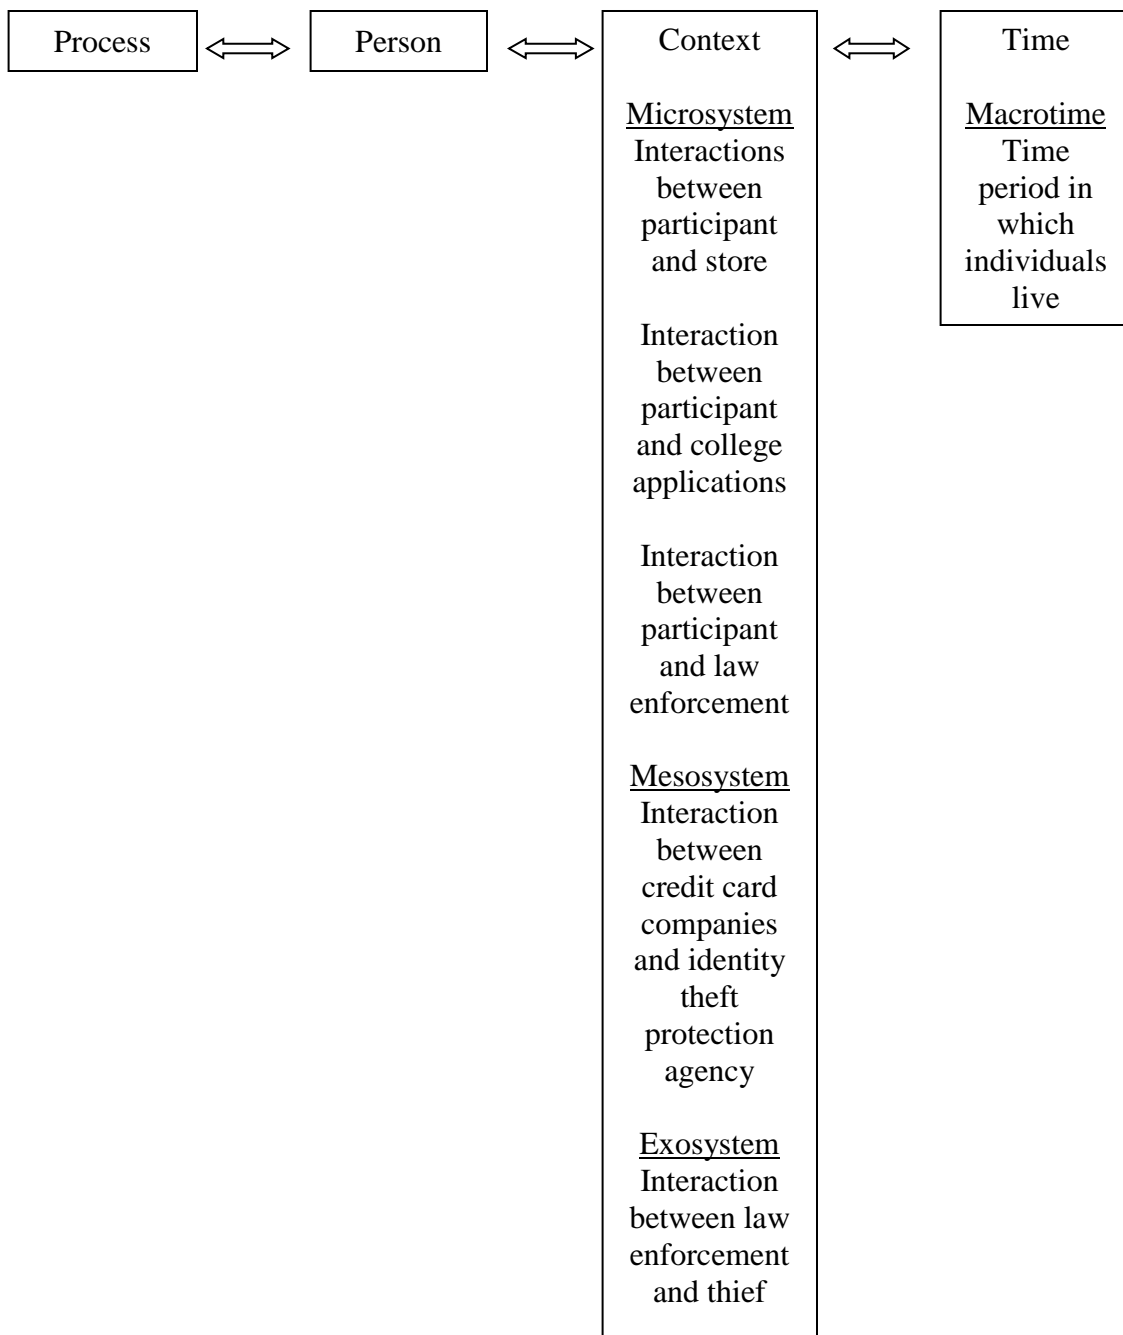 Process
Person
Context
Microsystem
Interactions
between
participant
and store
Interaction
between
participant
and college
applications
Interaction
between
participant
and law
enforcement
Mesosystem
Interaction
between
credit card
companies
and identity
theft
protection
agency
Exosystem
Interaction
between law
enforcement
and thief
Time
Macrotime
Time
period in
which
individuals
live